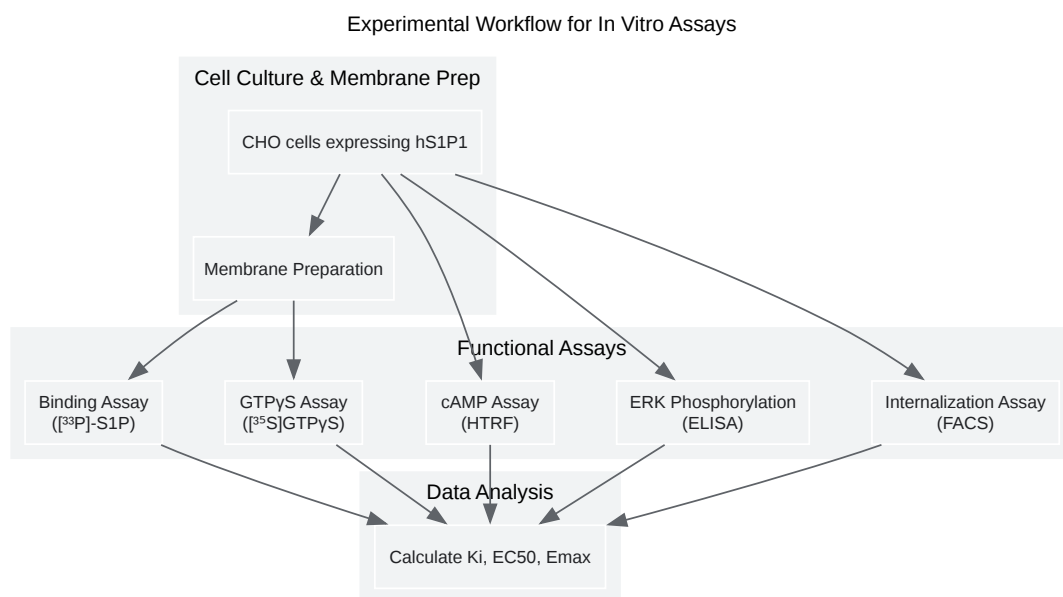 Experimental Workflow for In Vitro Assays
Cell Culture & Membrane Prep
CHO cells expressing hS1P1
Membrane Preparation
Functional Assays
Binding Assay
([³³P]-S1P)
GTPγS Assay
([³⁵S]GTPγS)
cAMP Assay
(HTRF)
ERK Phosphorylation
(ELISA)
Internalization Assay
(FACS)
Data Analysis
Calculate Ki, EC50, Emax